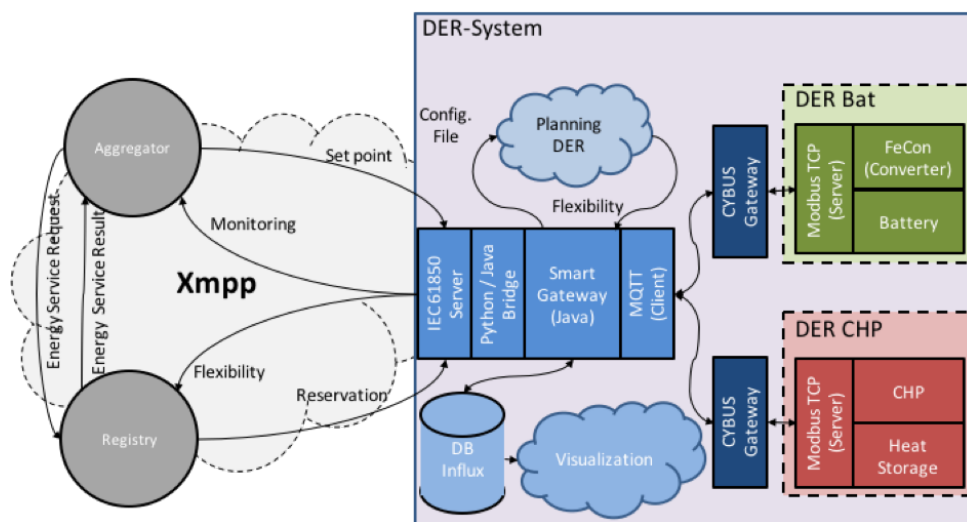 DER-System
Aggregator
Config.
File
Planning
DER
Set point
Monitoring
Flexibility
Xmpp
Energy Service Request
Energy Service Result
Flexibility
Reservation
Registry
IEC 61850
Server
Python / Java
Bridge
Smart
Gateway
(Java)
MQTT
(Client)
DB
Influx
Visualization
CYBUS
Gateway
DER Bat
Modbus TCP
(Server)
FeCon
(Converter)
Battery
CYBUS
Gateway
DER CHP
Modbus TCP
(Server)
CHP
Heat
Storage